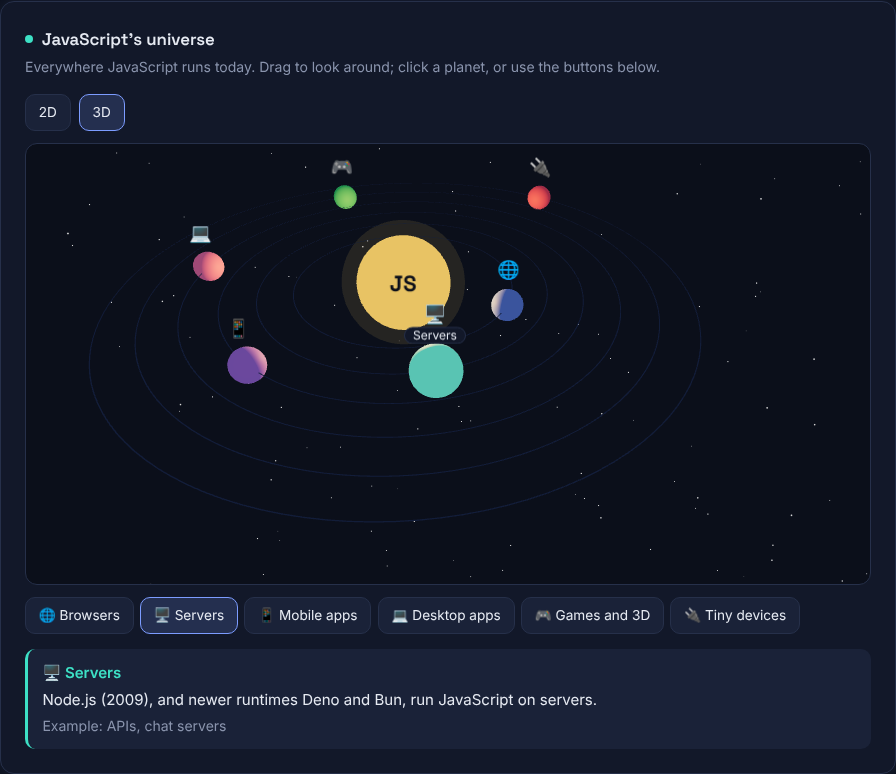 JavaScript's universe
Everywhere JavaScript runs today. Drag to look around; click a planet, or use the buttons below.
2D 3D
JS
Servers
🌐 Browsers 🖥️ Servers 📱 Mobile apps 💻 Desktop apps 🎮 Games and 3D 🔌 Tiny devices
🖥️ Servers
Node.js (2009), and newer runtimes Deno and Bun, run JavaScript on servers.
Example: APIs, chat servers